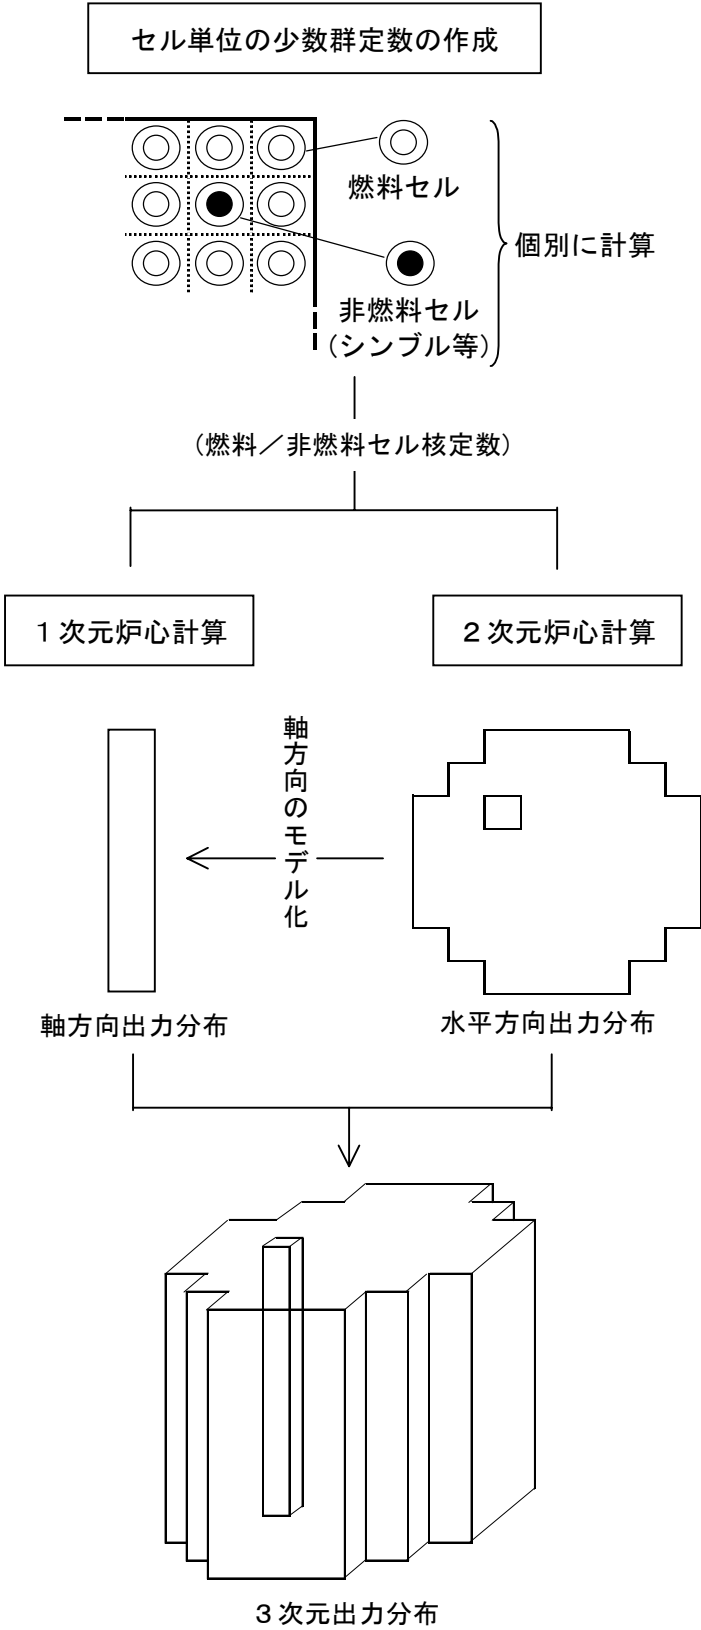 セル単位の少数群定数の作成
燃料セル
個別に計算
非燃料セル
(シンブル等)
(燃料／非燃料セル核定数)
１次元炉心計算
２次元炉心計算
軸方向のモデル化
軸方向出力分布
水平方向出力分布
３次元出力分布